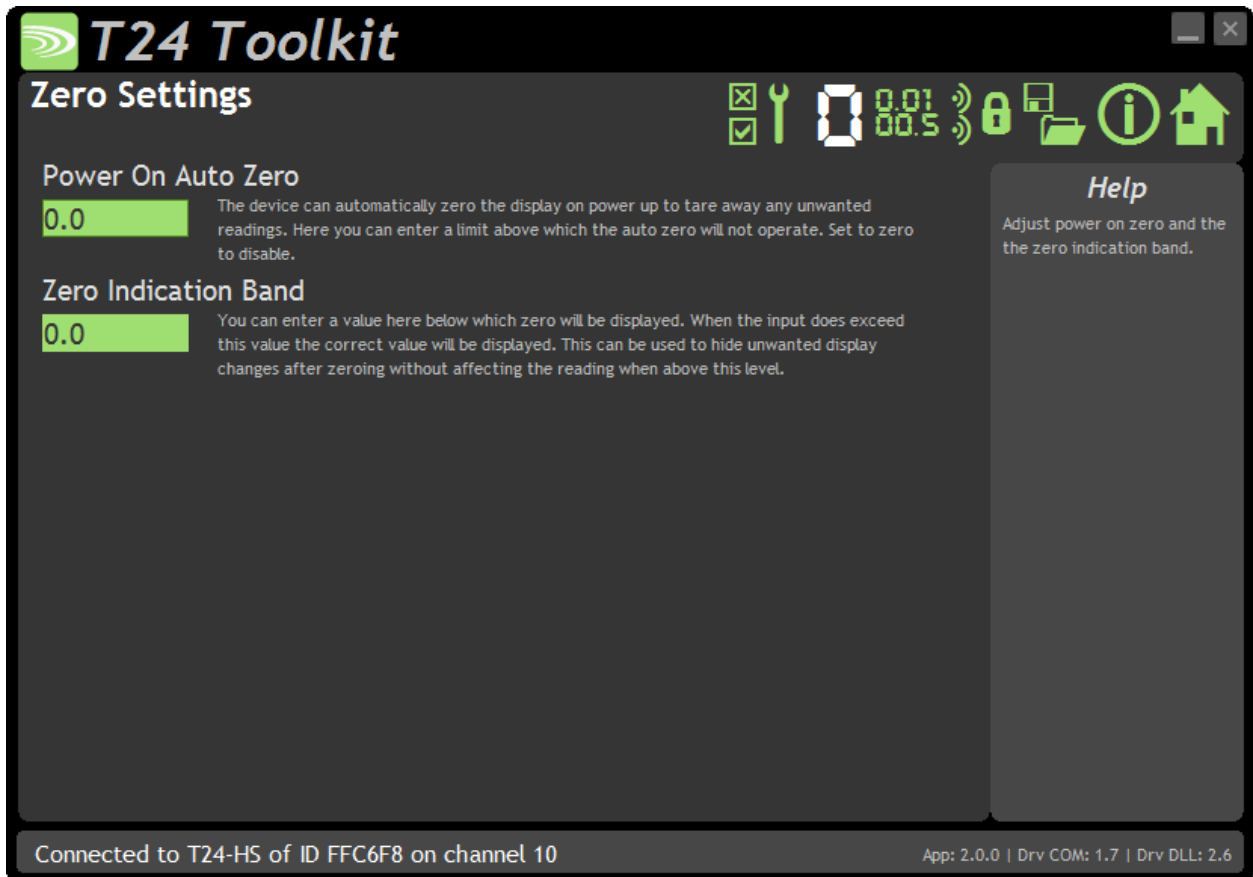 T24 Toolkit
Zero Settings
0
0.01
00.5
Power On Auto Zero
0.0
The device can automatically zero the display on power up to tare away any unwanted
readings. Here you can enter a limit above which the auto zero will not operate. Set to zero
to disable.
Zero Indication Band
0.0
You can enter a value here below which zero will be displayed. When the input does exceed
this value the correct value will be displayed. This can be used to hide unwanted display
changes after zeroing without affecting the reading when above this level.
Help
Adjust power on zero and the
the zero indication band.
Connected to T24-HS of ID FFC6F8 on channel 10
App: 2.0.0 | Drv COM: 1.7 | Drv DLL: 2.6